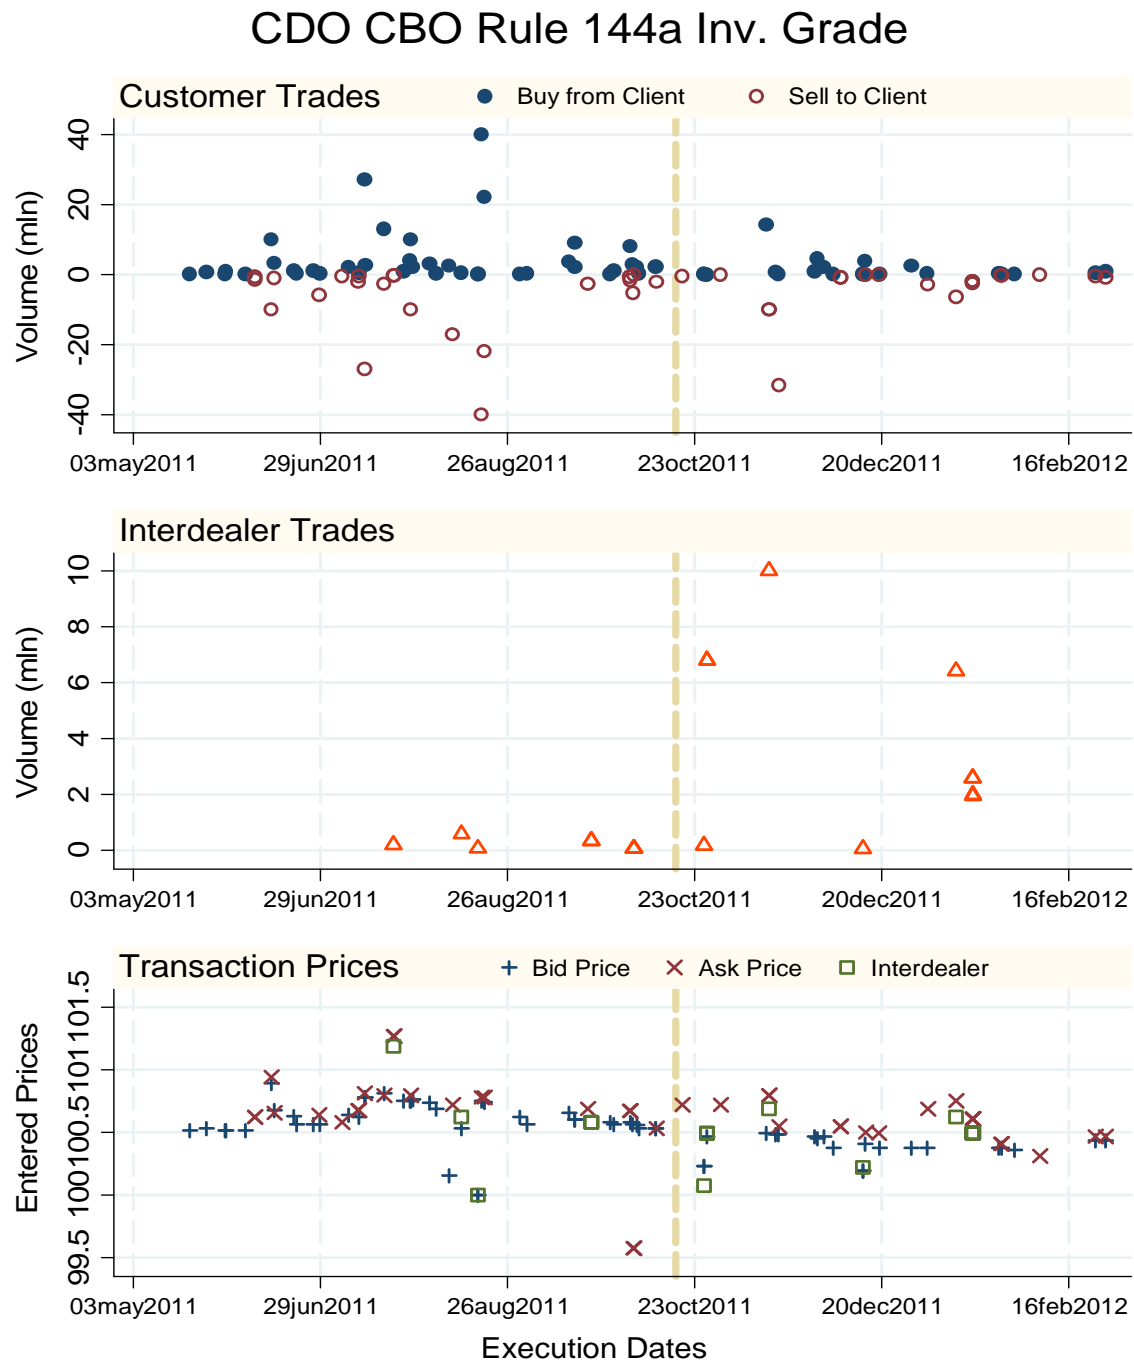 CDO CBO Rule 144a Inv. Grade
Customer Trades Buy from Client Sell to Client
Volume (mln)
40
20
0
-20
-40
03may2011 29jun2011 26aug2011 23oct2011 20dec2011 16feb2012
Interdealer Trades
Volume (mln)
10
8
6
4
2
0
03may2011 29jun2011 26aug2011 23oct2011 20dec2011 16feb2012
Transaction Prices Bid Price Ask Price Interdealer
Entered Prices
101.5
101
100.5
100
99.5
03may2011 29jun2011 26aug2011 23oct2011 20dec2011 16feb2012
Execution Dates